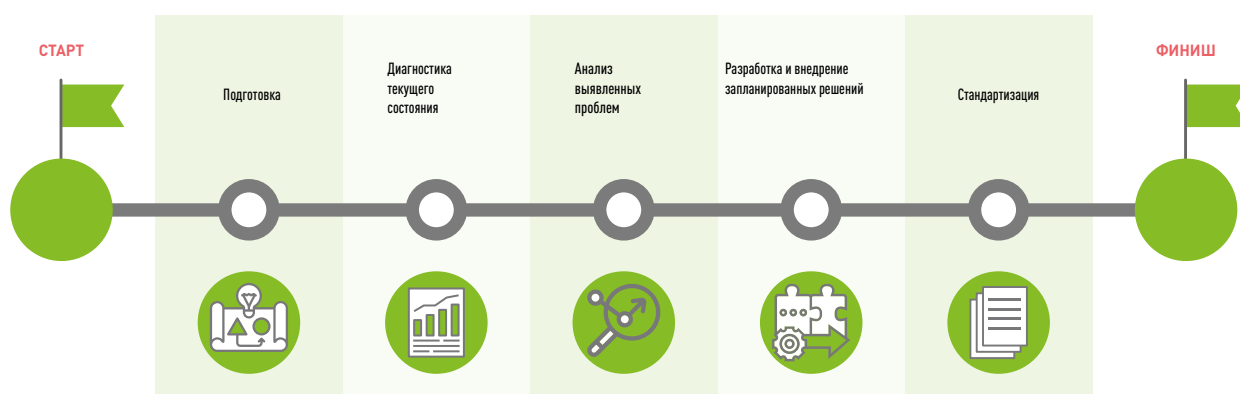 СТАРТ
Подготовка
Диагностика
текущего
состояния
Анализ
выявленных
проблем
Разработка и внедрение
запланированных решений
Стандартизация
ФИНИШ